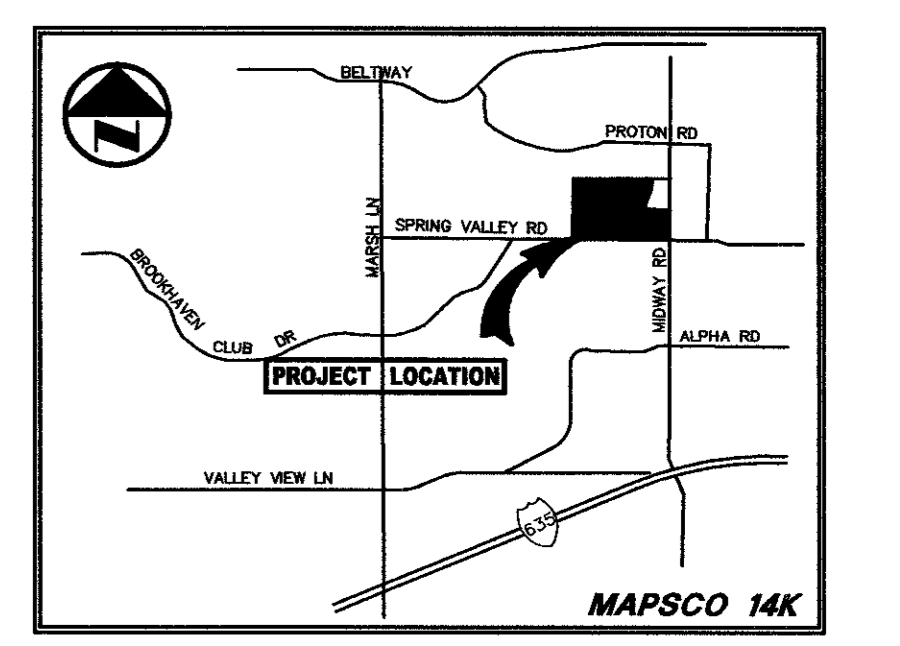 BELTWAY
PROTON RD
MARSH LN
SPRING VALLEY RD
BROOKHAVEN
CLUB DR
MIDWAY RD
ALPHA RD
PROJECT LOCATION
VALLEY VIEW LN
635
MAPSCO 14K
N